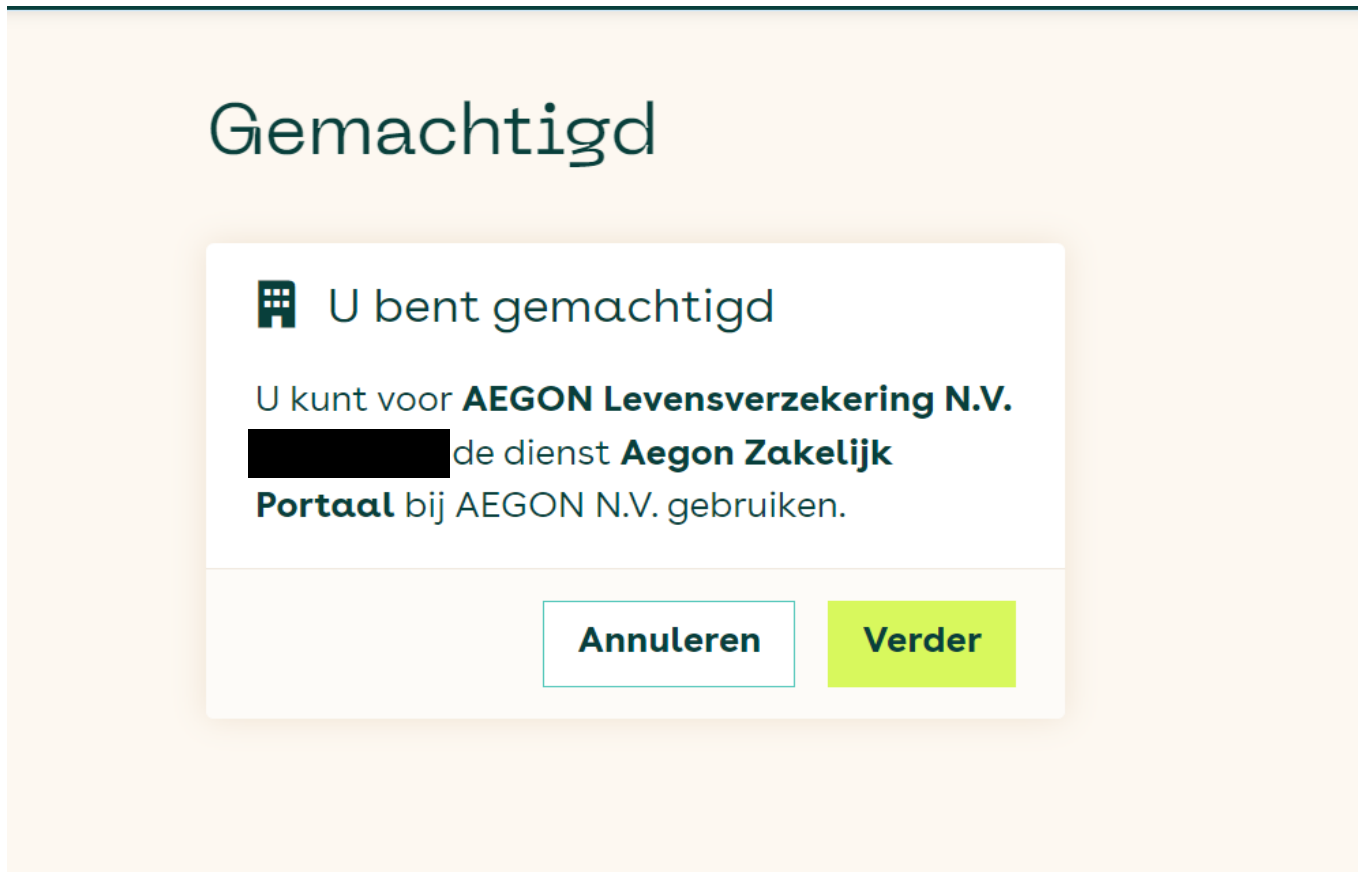 Gemachtigd
U bent gemachtigd
U kunt voor AEGON Levensverzekering N.V.
de dienst Aegon Zakelijk
Portaal bij AEGON N.V. gebruiken.
Annuleren Verder